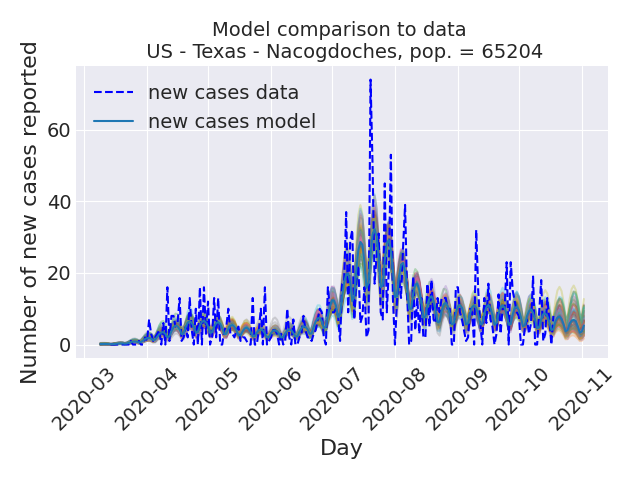 Model comparison to data
US - Texas - Nacogdoches, pop. = 65204
new cases data
new cases model
Number of new cases reported
60
40
20
0
2020-03
2020-04
2020-05
2020-06
2020-07
2020-08
2020-09
2020-10
2020-11
Day